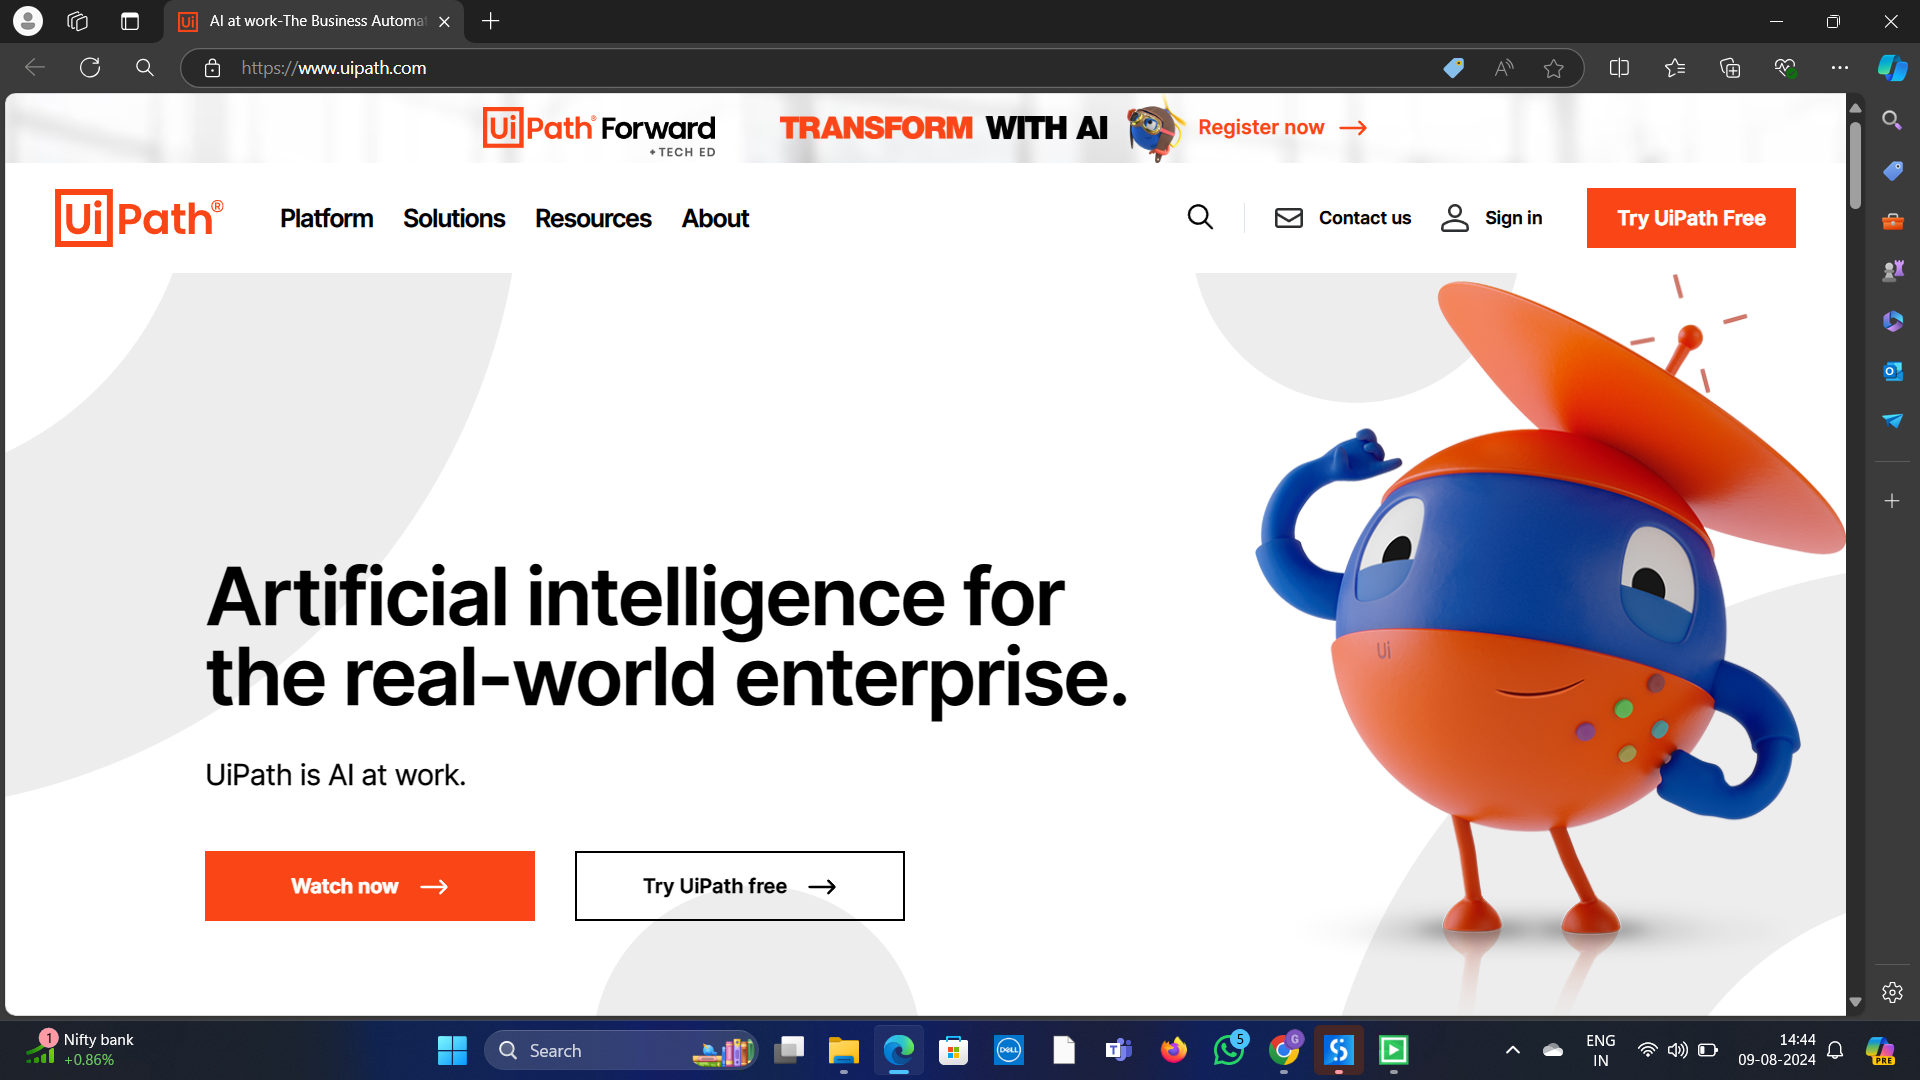 AI at work-The Business Automat
https://www.uipath.com
UiPath® Forward
+ TECH ED
TRANSFORM WITH AI
Register now
UiPath®
Platform
Solutions
Resources
About
Contact us
Sign in
Try UiPath Free
Artificial intelligence for
the real-world enterprise.
UiPath is AI at work.
Watch now
Try UiPath free
Ui
1
Nifty bank
+0.86%
Search
DELL
5
G
ENG
IN
14:44
09-08-2024
PRE